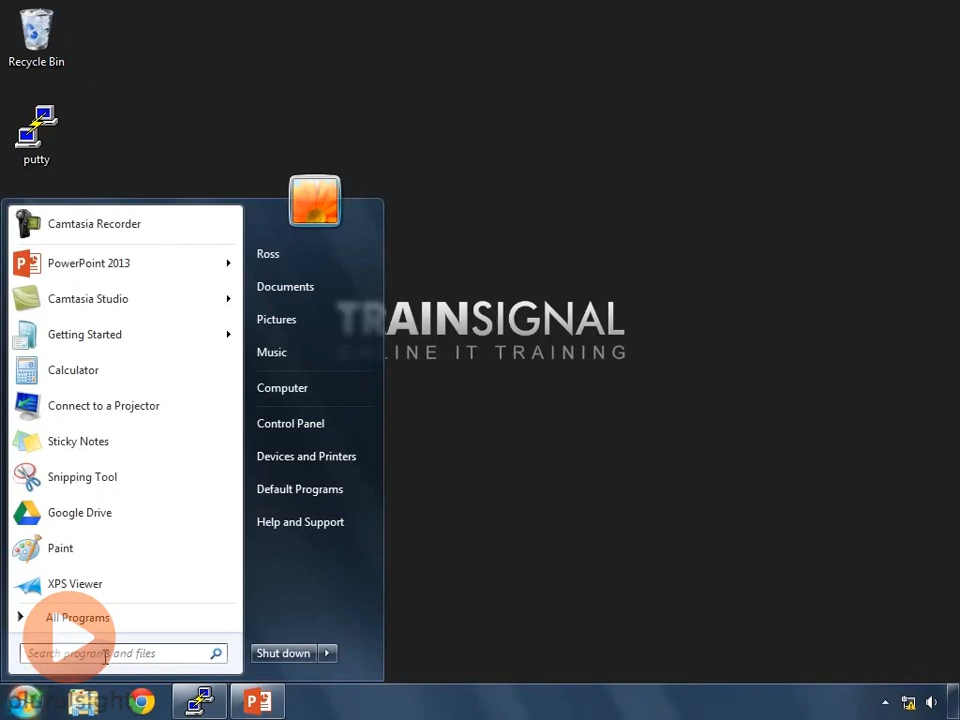 Recycle Bin
putty
Camtasia Recorder
PowerPoint 2013
Camtasia Studio
Getting Started
Calculator
Connect to a Projector
Sticky Notes
Snipping Tool
Google Drive
Paint
XPS Viewer
All Programs
Search programs and files
Ross
Documents
Pictures
Music
Computer
Control Panel
Devices and Printers
Default Programs
Help and Support
Shut down
TRAINSIGNAL
LINE IT TRAINING
pluralsight